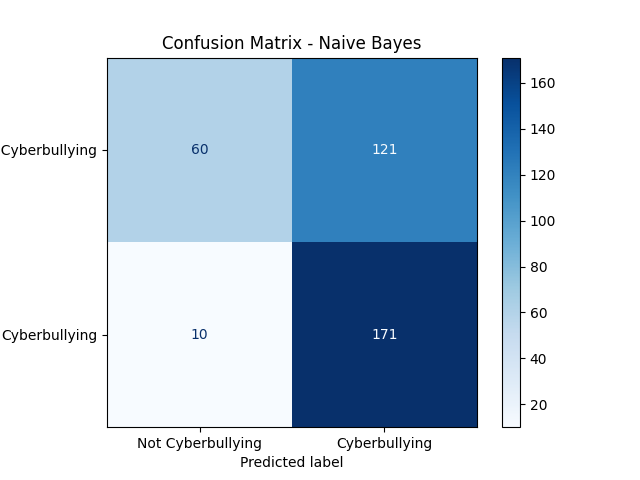 Confusion Matrix - Naive Bayes
160
140
120
100
80
60
40
20
Cyberbullying
60
121
Cyberbullying
10
171
Not Cyberbullying
Cyberbullying
Predicted label